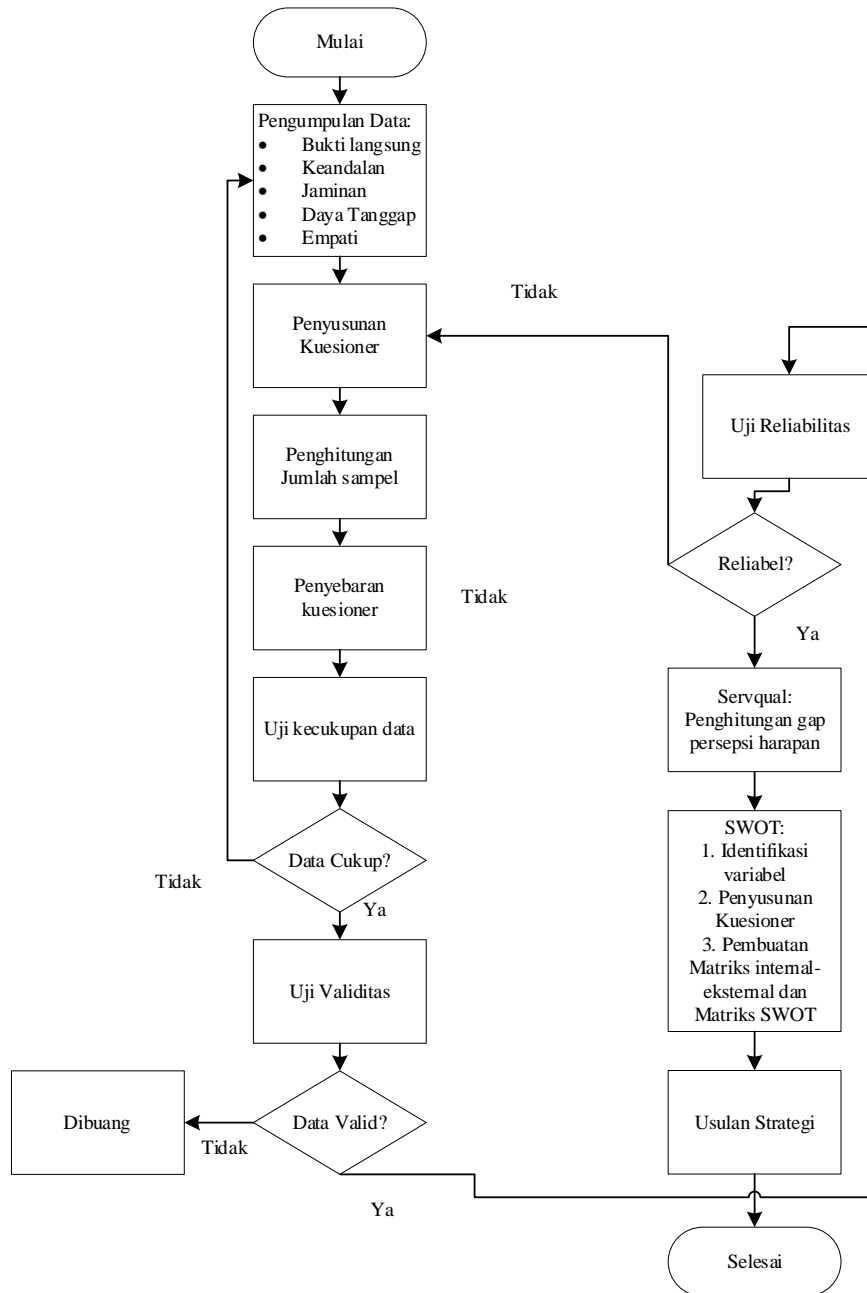 Mulai
Pengumpulan Data:
• Bukti langsung
• Keandalan
• Jaminan
• Daya Tanggap
• Empati
Tidak
Penyusunan
Kuesioner
Penghitungan
Jumlah sampel
Penyebaran
kuesioner
Tidak
Uji kecukupan data
Data Cukup?
Tidak
Ya
Uji Validitas
Data Valid?
Tidak
Dibuang
Ya
Uji Reliabilitas
Reliabel?
Ya
Servqual:
Penghitungan gap
persepsi harapan
SWOT:
1. Identifikasi
variabel
2. Penyusunan
Kuesioner
3. Pembuatan
Matriks internal-
eksternal dan
Matriks SWOT
Usulan Strategi
Selesai